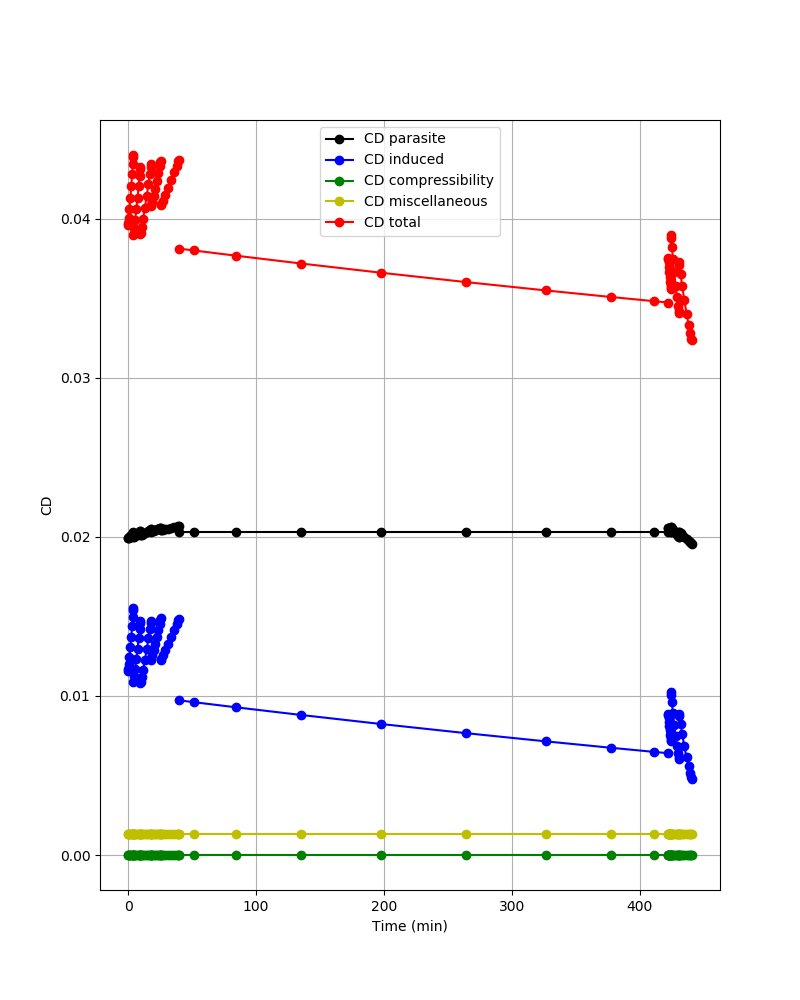 CD parasite
CD induced
CD compressibility
CD miscellaneous
CD total
0.04
0.03
0.02
0.01
0.00
CD
0 100 200 300 400
Time (min)